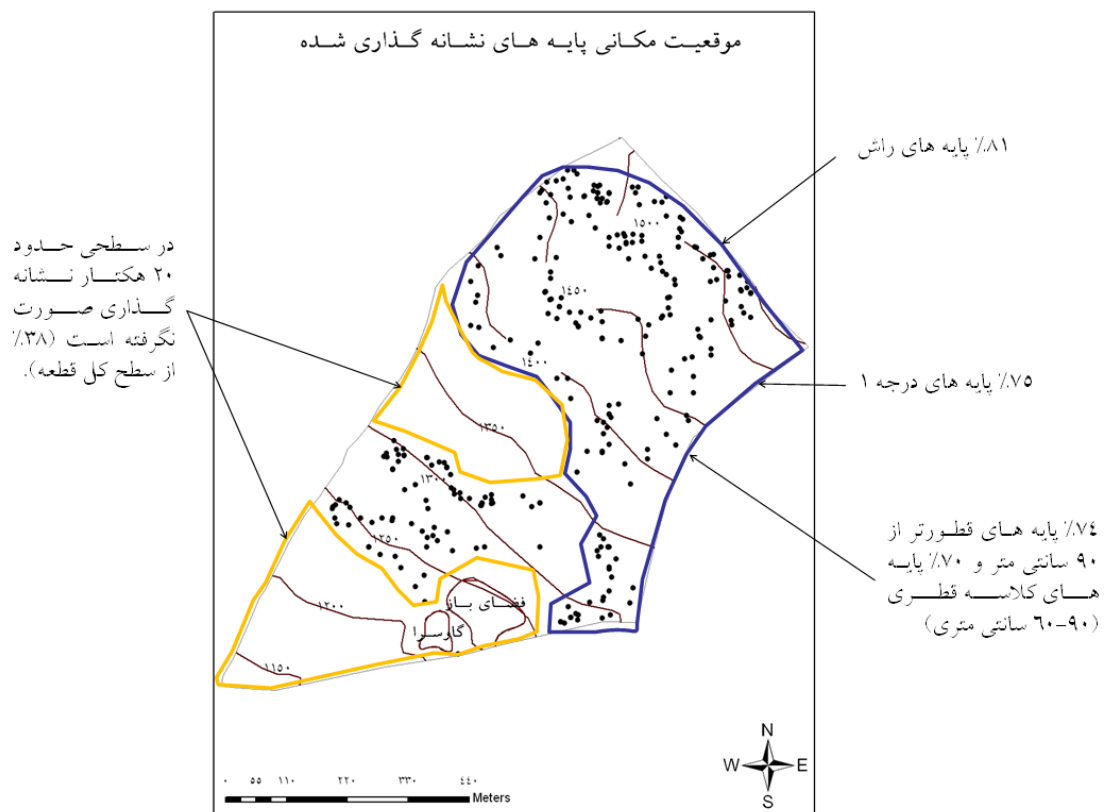 موقعیت مکانی پایه های نشانه گذاری شده
٪۸۱ پایه های راش
۱۵۰۰
در سطحی حدود
۲۰ هکتار نشانه
گذاری صورت
نگرفته است (۳۸٪
از سطح کل قطعه).
۱۴۵۰
۱۴۰۰
٪۷۵ پایه های درجه ۱
۱۳۵۰
۱۳۰۰
۱۲۵۰
٪۷۴ پایه های قطورتر از
۹۰ سانتی متر و ۷۰٪ پایه
های کلاسه قطری
(۶۰-۹۰ سانتی متری)
فضای باز
۱۲۰۰
گاوسرا
۱۱۵۰
N
W E
S
۰ ۵۵ ۱۱۰ ۲۲۰ ۳۳۰ ۴۴۰
Meters